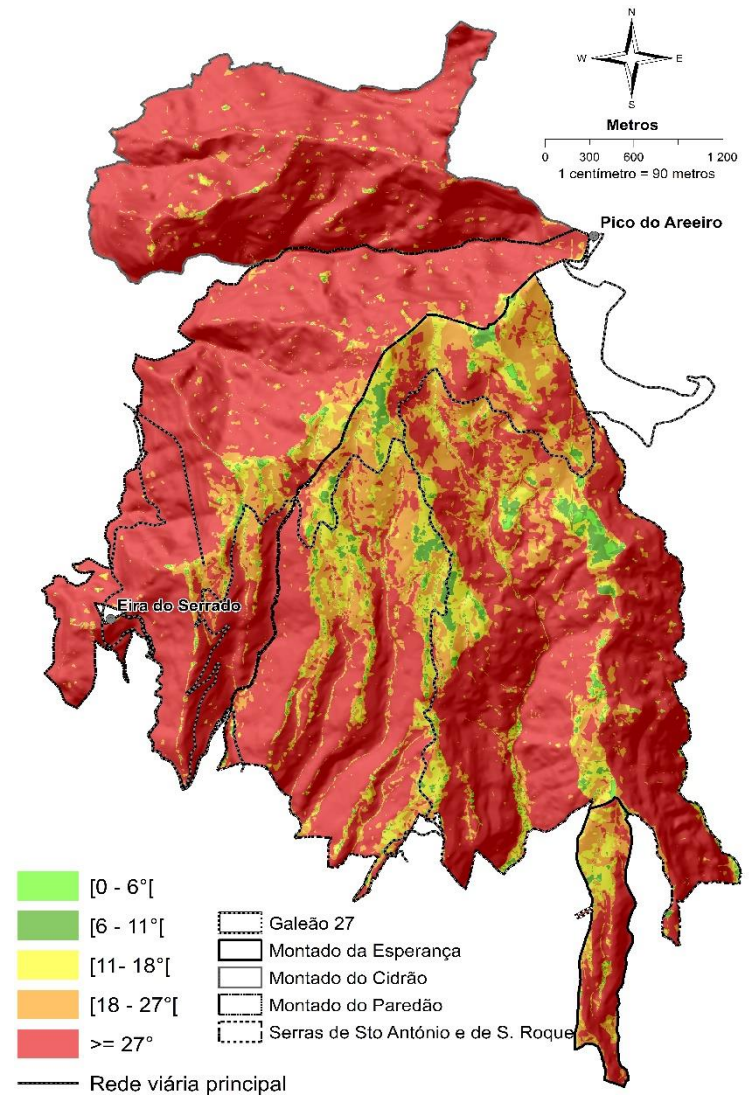 N
W E
S
Metros
0 300 600 1 200
1 centímetro = 90 metros
Pico do Areeiro
Eira do Serrado
[0 - 6°[
[6 - 11°[
[11- 18°[
[18 - 27°[
>= 27°
Rede viária principal
Galeão 27
Montado da Esperança
Montado do Cidrão
Montado do Paredão
Serras de Sto António e de S. Roque